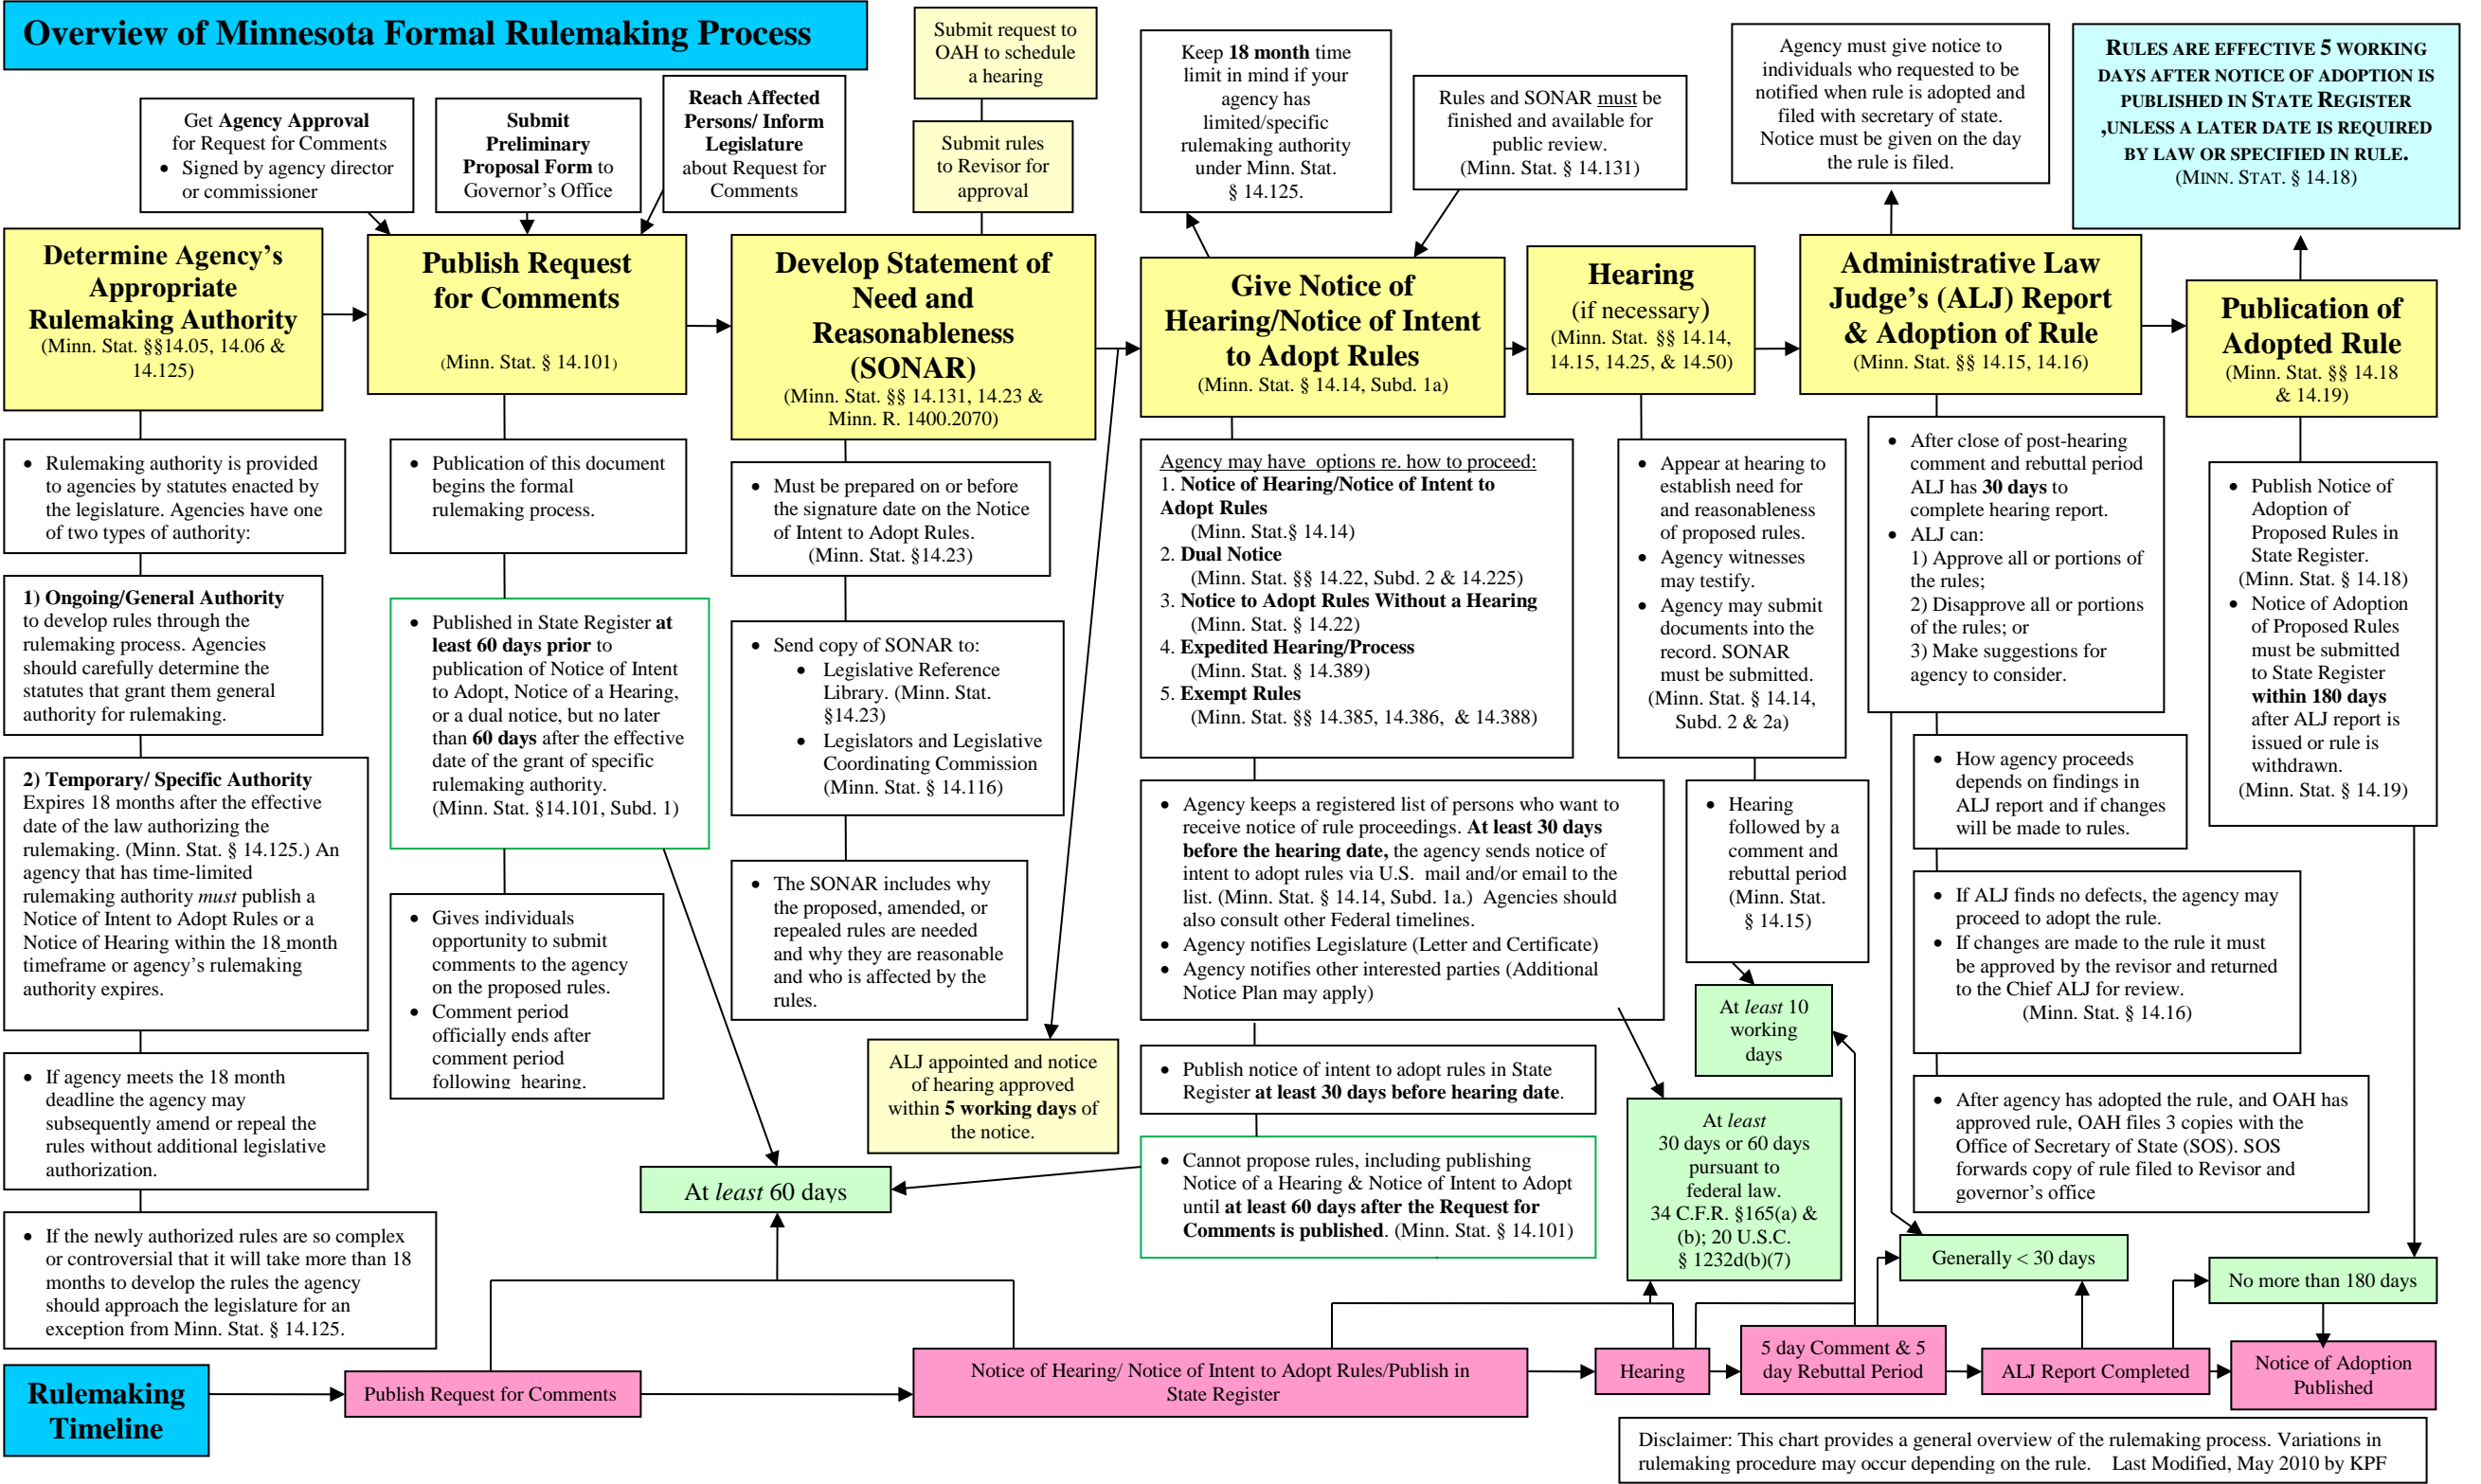 Overview of Minnesota Formal Rulemaking Process
Get Agency Approval
for Request for Comments
• Signed by agency director
or commissioner
Submit
Preliminary
Proposal Form to
Governor's Office
Reach Affected
Persons/ Inform
Legislature
about Request for
Comments
Submit request to
OAH to schedule
a hearing
Submit rules
to Revisor for
approval
Keep 18 month time
limit in mind if your
agency has
limited/specific
rulemaking authority
under Minn. Stat.
§ 14.125.
Rules and SONAR must be
finished and available for
public review.
(Minn. Stat. § 14.131)
Agency must give notice to
individuals who requested to be
notified when rule is adopted and
filed with secretary of state.
Notice must be given on the day
the rule is filed.
RULES ARE EFFECTIVE 5 WORKING
DAYS AFTER NOTICE OF ADOPTION IS
PUBLISHED IN STATE REGISTER
,UNLESS A LATER DATE IS REQUIRED
BY LAW OR SPECIFIED IN RULE.
(MINN. STAT. § 14.18)
Determine Agency's
Appropriate
Rulemaking Authority
(Minn. Stat. §§14.05, 14.06 &
14.125)
Publish Request
for Comments
(Minn. Stat. § 14.101)
Develop Statement of
Need and
Reasonableness
(SONAR)
(Minn. Stat. §§ 14.131, 14.23 &
Minn. R. 1400.2070)
Give Notice of
Hearing/Notice of Intent
to Adopt Rules
(Minn. Stat. § 14.14, Subd. 1a)
Hearing
(if necessary)
(Minn. Stat. §§ 14.14,
14.15, 14.25, & 14.50)
Administrative Law
Judge's (ALJ) Report
& Adoption of Rule
(Minn. Stat. §§ 14.15, 14.16)
Publication of
Adopted Rule
(Minn. Stat. §§ 14.18
& 14.19)
• Rulemaking authority is provided
to agencies by statutes enacted by
the legislature. Agencies have one
of two types of authority:
1) Ongoing/General Authority
to develop rules through the
rulemaking process. Agencies
should carefully determine the
statutes that grant them general
authority for rulemaking.
2) Temporary/ Specific Authority
Expires 18 months after the effective
date of the law authorizing the
rulemaking. (Minn. Stat. § 14.125.) An
agency that has time-limited
rulemaking authority must publish a
Notice of Intent to Adopt Rules or a
Notice of Hearing within the 18 month
timeframe or agency's rulemaking
authority expires.
• If agency meets the 18 month
deadline the agency may
subsequently amend or repeal the
rules without additional legislative
authorization.
• If the newly authorized rules are so complex
or controversial that it will take more than 18
months to develop the rules the agency
should approach the legislature for an
exception from Minn. Stat. § 14.125.
• Publication of this document
begins the formal
rulemaking process.
• Published in State Register at
least 60 days prior to
publication of Notice of Intent
to Adopt, Notice of a Hearing,
or a dual notice, but no later
than 60 days after the effective
date of the grant of specific
rulemaking authority.
(Minn. Stat. §14.101, Subd. 1)
• Gives individuals
opportunity to submit
comments to the agency
on the proposed rules.
• Comment period
officially ends after
comment period
following hearing.
• Must be prepared on or before
the signature date on the Notice
of Intent to Adopt Rules.
(Minn. Stat. §14.23)
• Send copy of SONAR to:
• Legislative Reference
Library. (Minn. Stat.
§14.23)
• Legislators and Legislative
Coordinating Commission
(Minn. Stat. § 14.116)
• The SONAR includes why
the proposed, amended, or
repealed rules are needed
and why they are reasonable
and who is affected by the
rules.
ALJ appointed and notice
of hearing approved
within 5 working days of
the notice.
At least 60 days
Agency may have options re. how to proceed:
1. Notice of Hearing/Notice of Intent to
Adopt Rules
(Minn. Stat.§ 14.14)
2. Dual Notice
(Minn. Stat. §§ 14.22, Subd. 2 & 14.225)
3. Notice to Adopt Rules Without a Hearing
(Minn. Stat. § 14.22)
4. Expedited Hearing/Process
(Minn. Stat. § 14.389)
5. Exempt Rules
(Minn. Stat. §§ 14.385, 14.386, & 14.388)
• Agency keeps a registered list of persons who want to
receive notice of rule proceedings. At least 30 days
before the hearing date, the agency sends notice of
intent to adopt rules via U.S. mail and/or email to the
list. (Minn. Stat. § 14.14, Subd. 1a.) Agencies should
also consult other Federal timelines.
• Agency notifies Legislature (Letter and Certificate)
• Agency notifies other interested parties (Additional
Notice Plan may apply)
• Publish notice of intent to adopt rules in State
Register at least 30 days before hearing date.
• Cannot propose rules, including publishing
Notice of a Hearing & Notice of Intent to Adopt
until at least 60 days after the Request for
Comments is published. (Minn. Stat. § 14.101)
• Appear at hearing to
establish need for
and reasonableness
of proposed rules.
• Agency witnesses
may testify.
• Agency may submit
documents into the
record. SONAR
must be submitted.
(Minn. Stat. § 14.14,
Subd. 2 & 2a)
• Hearing
followed by a
comment and
rebuttal period
(Minn. Stat.
§ 14.15)
At least 10
working
days
At least
30 days or 60 days
pursuant to
federal law.
34 C.F.R. §165(a) &
(b); 20 U.S.C.
§ 1232d(b)(7)
• After close of post-hearing
comment and rebuttal period
ALJ has 30 days to
complete hearing report.
• ALJ can:
1) Approve all or portions of
the rules;
2) Disapprove all or portions
of the rules; or
3) Make suggestions for
agency to consider.
• How agency proceeds
depends on findings in
ALJ report and if changes
will be made to rules.
• If ALJ finds no defects, the agency may
proceed to adopt the rule.
• If changes are made to the rule it must
be approved by the revisor and returned
to the Chief ALJ for review.
(Minn. Stat. § 14.16)
• After agency has adopted the rule, and OAH has
approved rule, OAH files 3 copies with the
Office of Secretary of State (SOS). SOS
forwards copy of rule filed to Revisor and
governor's office
Generally < 30 days
• Publish Notice of
Adoption of
Proposed Rules in
State Register.
(Minn. Stat. § 14.18)
• Notice of Adoption
of Proposed Rules
must be submitted
to State Register
within 180 days
after ALJ report is
issued or rule is
withdrawn.
(Minn. Stat. § 14.19)
No more than 180 days
Rulemaking
Timeline
Publish Request for Comments
Notice of Hearing/ Notice of Intent to Adopt Rules/Publish in
State Register
Hearing
5 day Comment & 5
day Rebuttal Period
ALJ Report Completed
Notice of Adoption
Published
Disclaimer: This chart provides a general overview of the rulemaking process. Variations in
rulemaking procedure may occur depending on the rule. Last Modified, May 2010 by KPF